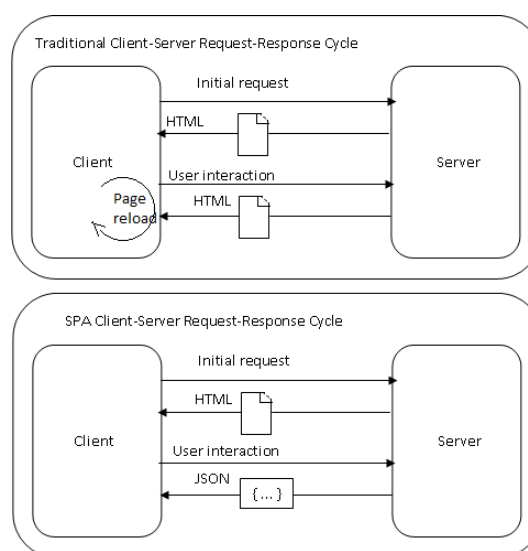 Traditional Client-Server Request-Response Cycle
Initial request
HTML
Client
Server
User interaction
HTML
Page
reload
SPA Client-Server Request-Response Cycle
Initial request
HTML
Client
Server
User interaction
JSON
{ ... }